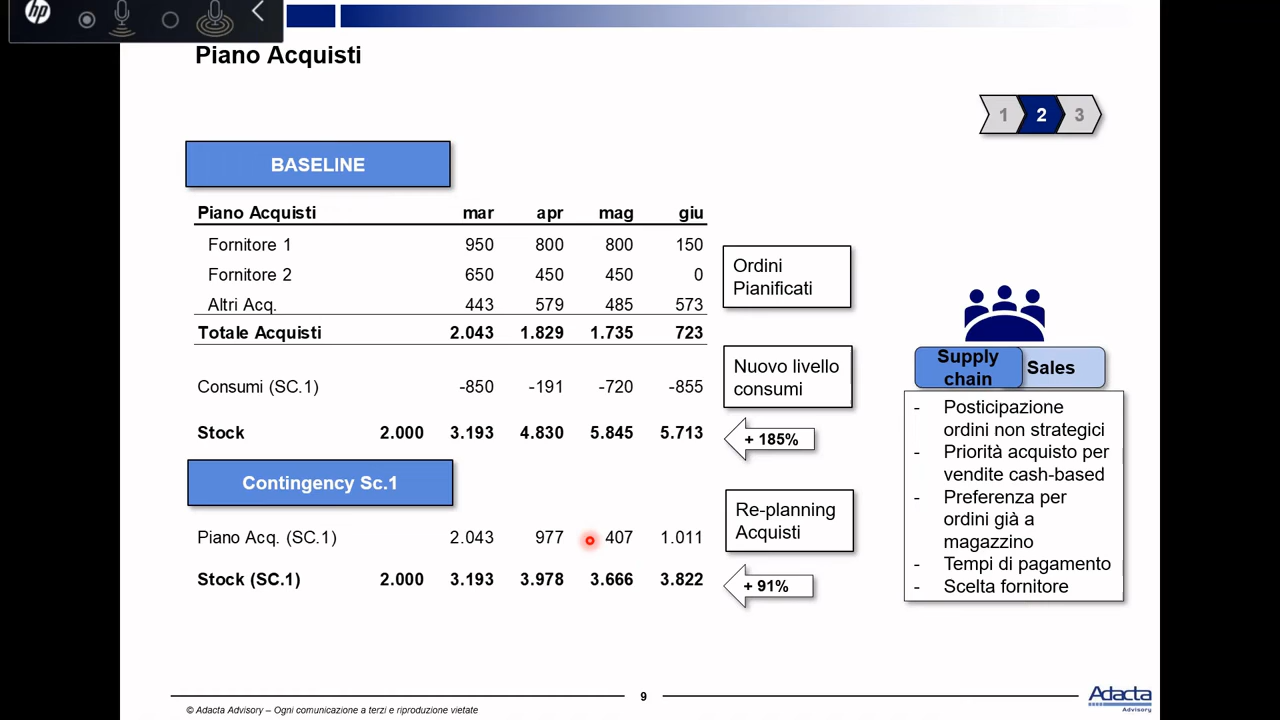 hp
Piano Acquisti
1 2 3
BASELINE
Piano Acquisti mar apr mag giu
Fornitore 1 950 800 800 150
Fornitore 2 650 450 450 0
Altri Acq. 443 579 485 573
Totale Acquisti 2.043 1.829 1.735 723
Ordini
Pianificati
Consumi (SC.1) -850 -191 -720 -855
Nuovo livello
consumi
Stock 2.000 3.193 4.830 5.845 5.713
+ 185%
Contingency Sc.1
Piano Acq. (SC.1) 2.043 977 407 1.011
Re-planning
Acquisti
Stock (SC.1) 2.000 3.193 3.978 3.666 3.822
+ 91%
Supply
chain
Sales
- Posticipazione
ordini non strategici
- Priorità acquisto per
vendite cash-based
- Preferenza per
ordini già a
magazzino
- Tempi di pagamento
- Scelta fornitore
9
© Adacta Advisory – Ogni comunicazione a terzi e riproduzione vietate
Adacta
Advisory